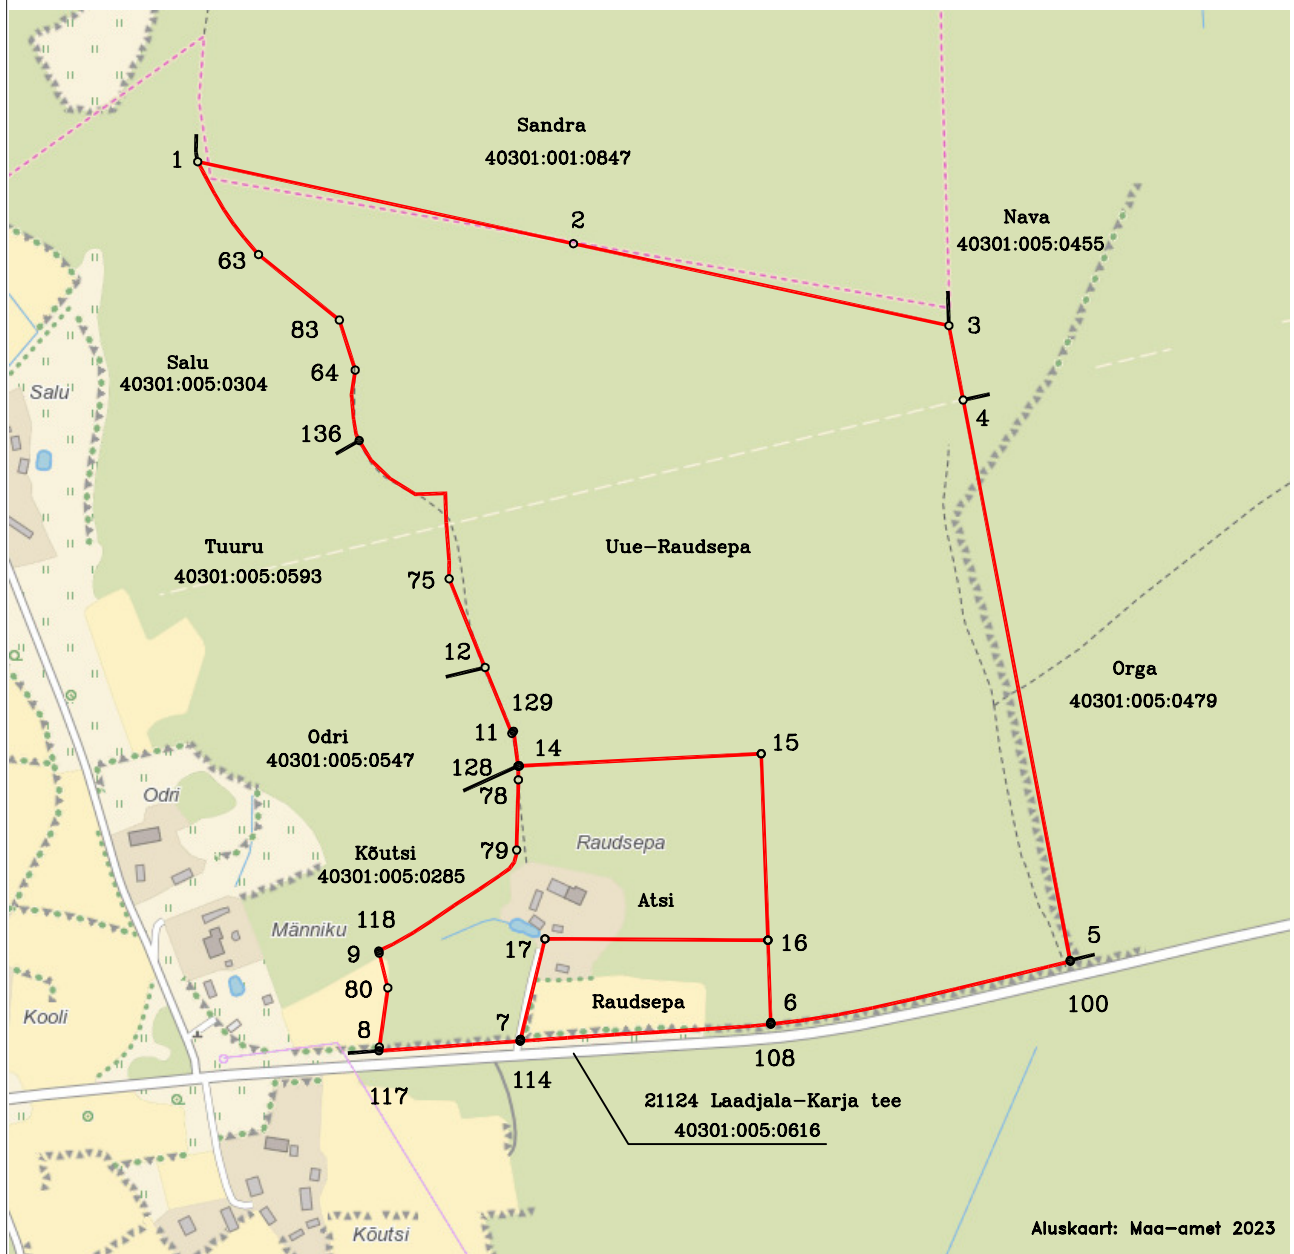 Sandra
40301:001:0847
1
2
Nava
40301:005:0455
63
83
3
Salu
40301:005:0304
64
Salu
4
136
Tuuru
40301:005:0593
Uue-Raudsepa
75
12
Orga
40301:005:0479
129
11
Odri
40301:005:0547
14
15
128
78
Odri
79
Raudsepa
Kõutsi
40301:005:0285
Atsi
118
Männiku
9
17
16
5
80
Raudsepa
6
100
Kooli
8
7
108
117
114
21124 Laadjala-Karja tee
40301:005:0616
Kõutsi
Aluskaart: Maa-amet 2023